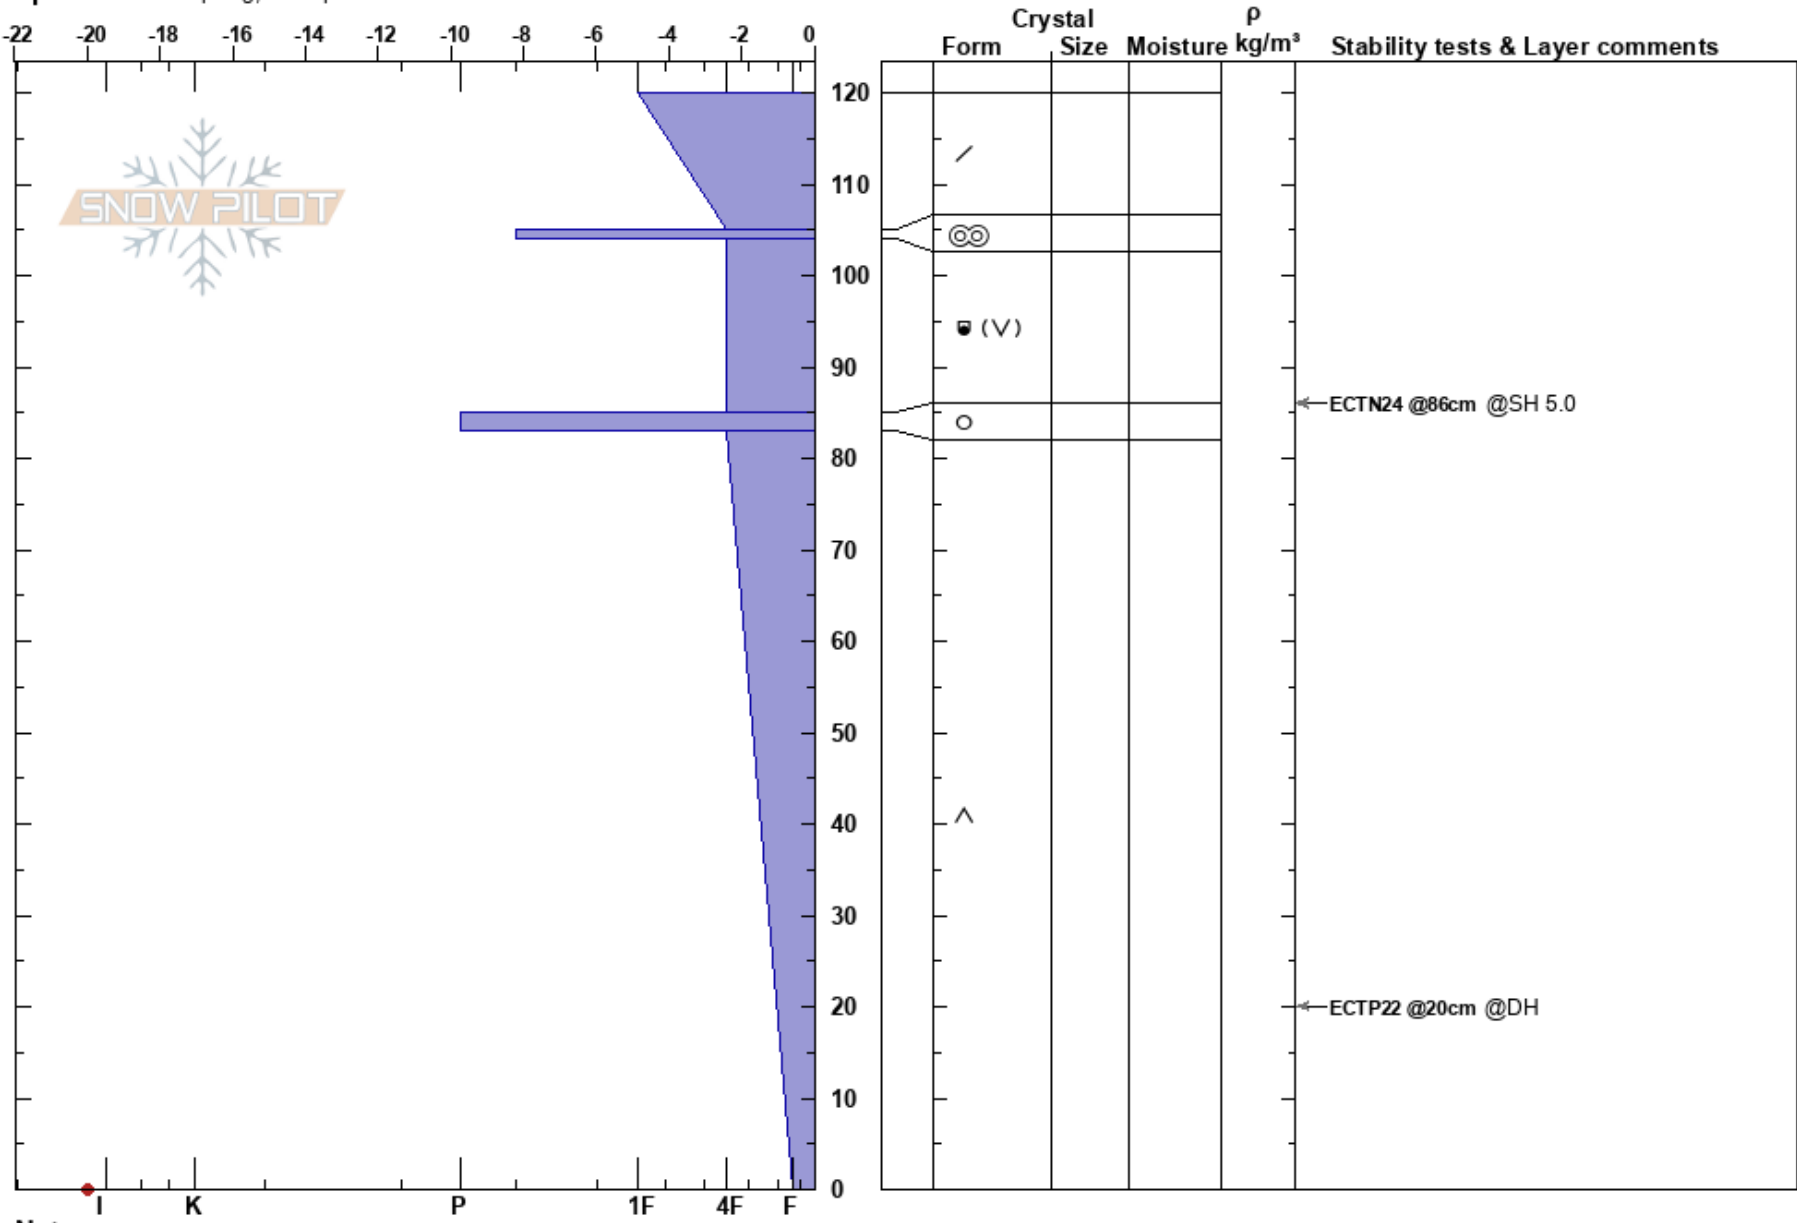 Crystal ρ
-22 -20 -18 -16 -14 -12 -10 -8 -6 -4 -2 0
Form Size Moisture kg/m³ Stability tests & Layer comments
120
110
SNOW PILOT
100
(V)
90
ECTN24 @86cm @SH 5.0
80
70
60
50
40
30
20
ECTP22 @20cm @DH
10
0
I K P 1F 4F F